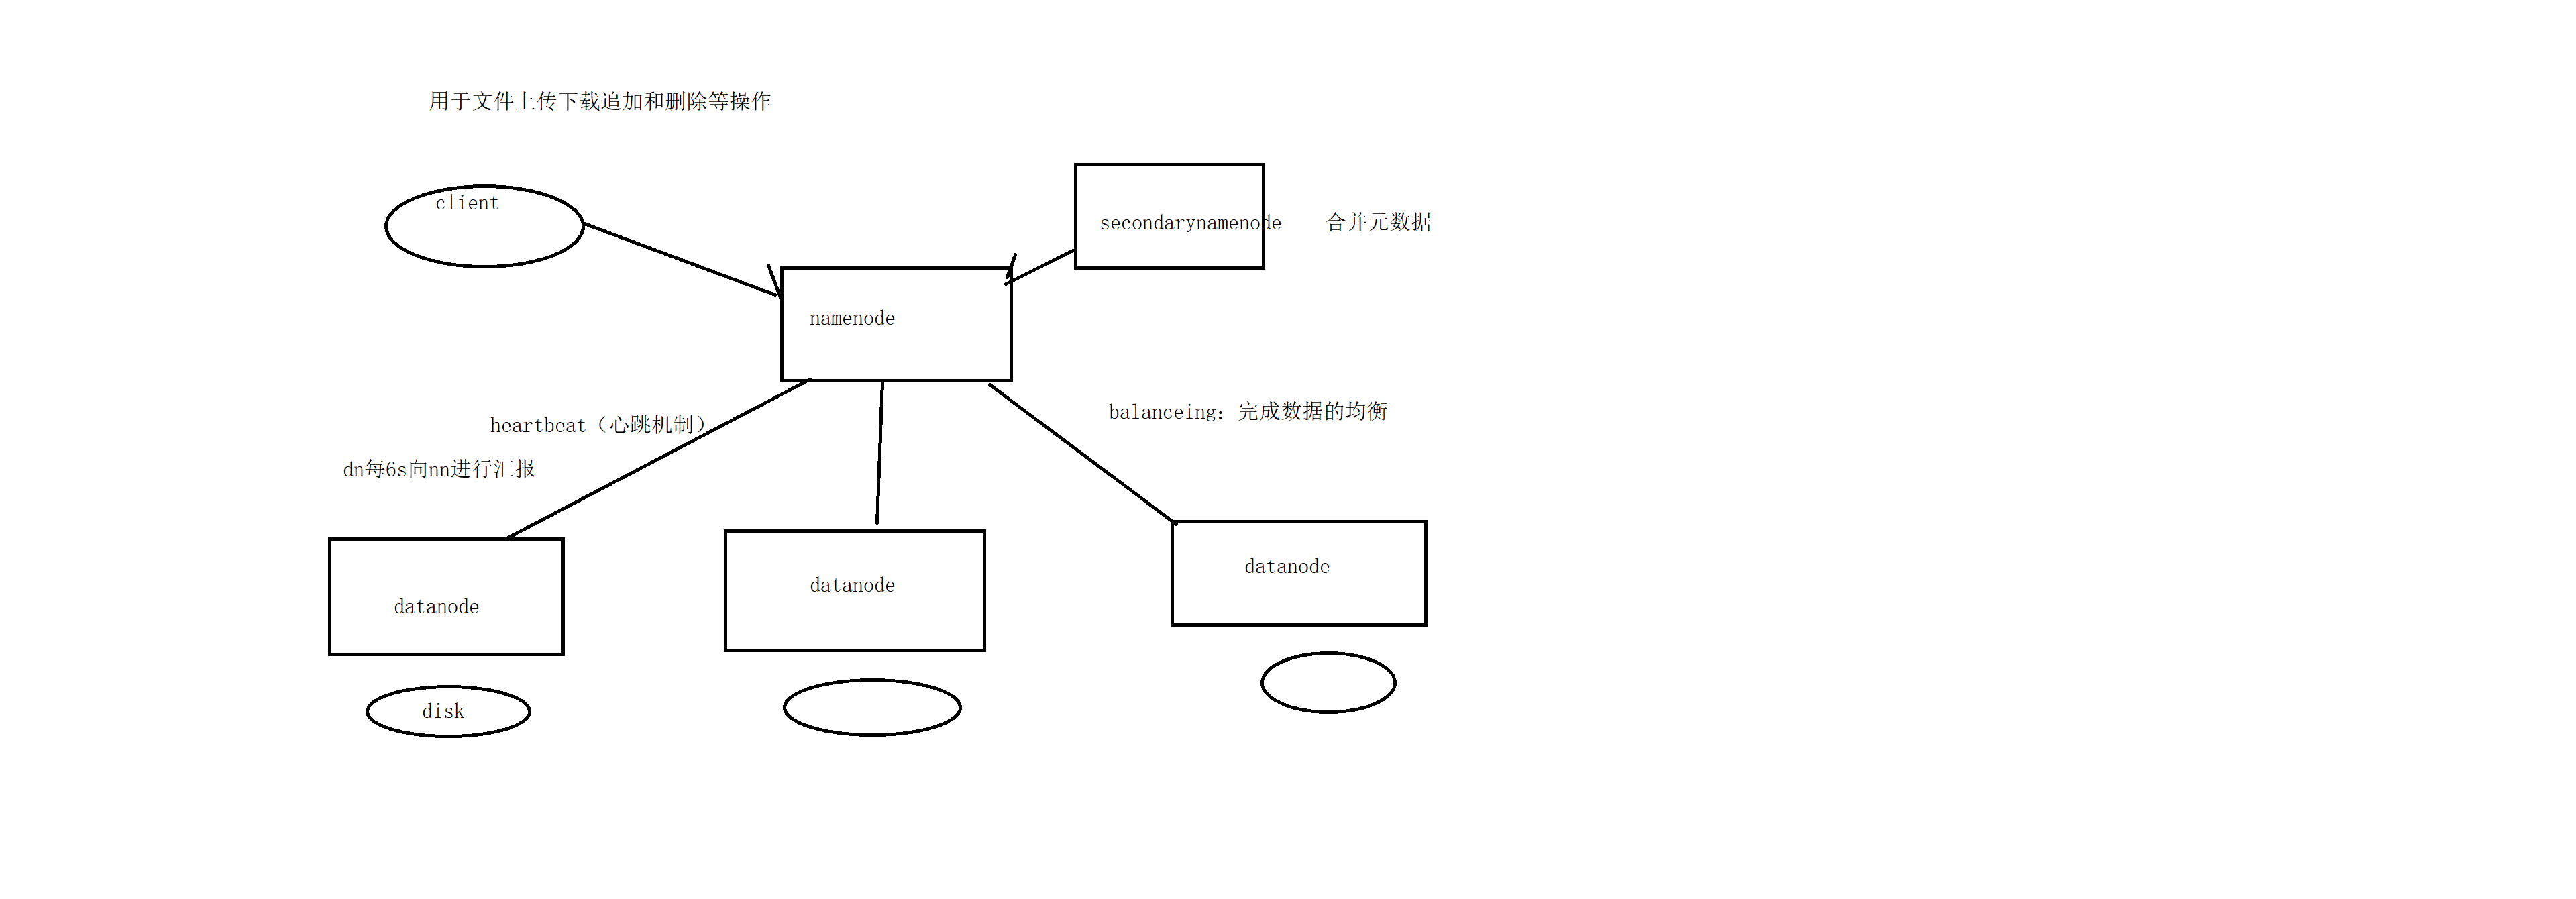 用于文件上传下载追加和删除等操作
client
secondarynamenode
合并元数据
namenode
heartbeat（心跳机制）
balanceing：完成数据的均衡
dn每6s向nn进行汇报
datanode
datanode
datanode
disk